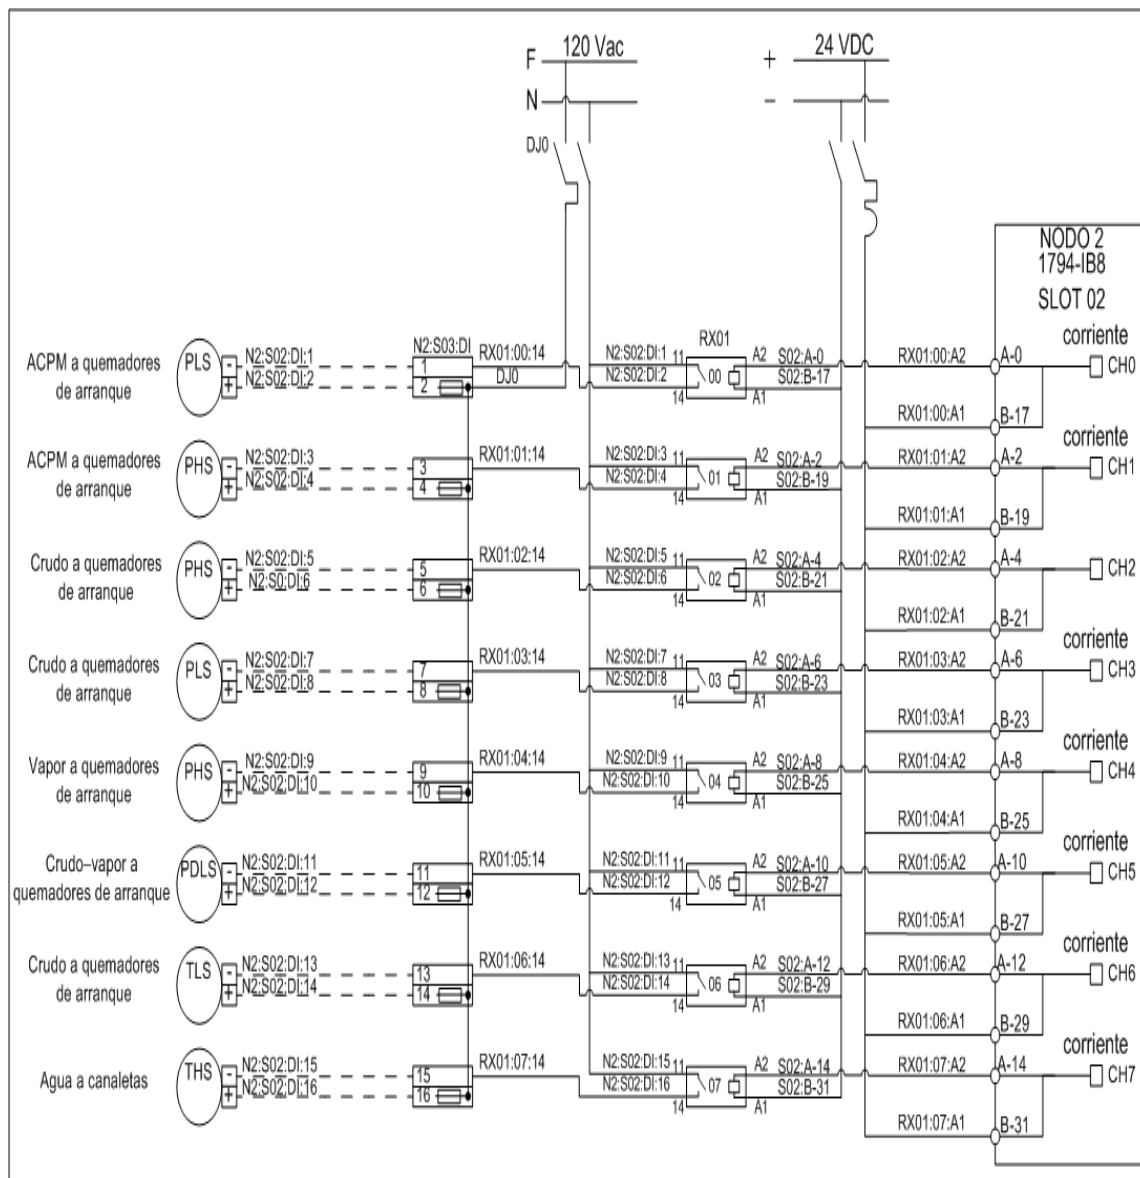 120 Vac
F
N
DJ0
24 VDC
+
-
NODO 2
1794-IB8
SLOT 02
N2:S03:DI
RX01
ACPM a quemadores
de arranque
PLS
-
+
N2:S02:DI:1
N2:S02:DI:2
1
2
RX01:00:14
DJ0
N2:S02:DI:1
N2:S02:DI:2
11
14
00
A2
A1
S02:A-0
S02:B-17
RX01:00:A2
RX01:00:A1
A-0
B-17
corriente
CH0
ACPM a quemadores
de arranque
PHS
-
+
N2:S02:DI:3
N2:S02:DI:4
3
4
RX01:01:14
N2:S02:DI:3
N2:S02:DI:4
11
14
01
A2
A1
S02:A-2
S02:B-19
RX01:01:A2
RX01:01:A1
A-2
B-19
corriente
CH1
Crudo a quemadores
de arranque
PHS
-
+
N2:S02:DI:5
N2:S0:DI:6
5
6
RX01:02:14
N2:S02:DI:5
N2:S02:DI:6
11
14
02
A2
A1
S02:A-4
S02:B-21
RX01:02:A2
RX01:02:A1
A-4
B-21
CH2
Crudo a quemadores
de arranque
PLS
-
+
N2:S02:DI:7
N2:S02:DI:8
7
8
RX01:03:14
N2:S02:DI:7
N2:S02:DI:8
11
14
03
A2
A1
S02:A-6
S02:B-23
RX01:03:A2
RX01:03:A1
A-6
B-23
corriente
CH3
Vapor a quemadores
de arranque
PHS
-
+
N2:S02:DI:9
N2:S02:DI:10
9
10
RX01:04:14
N2:S02:DI:9
N2:S02:DI:10
11
14
04
A2
A1
S02:A-8
S02:B-25
RX01:04:A2
RX01:04:A1
A-8
B-25
corriente
CH4
Crudo–vapor a
quemadores de arranque
PDLS
-
+
N2:S02:DI:11
N2:S02:DI:12
11
12
RX01:05:14
N2:S02:DI:11
N2:S02:DI:12
11
14
05
A2
A1
S02:A-10
S02:B-27
RX01:05:A2
RX01:05:A1
A-10
B-27
corriente
CH5
Crudo a quemadores
de arranque
TLS
-
+
N2:S02:DI:13
N2:S02:DI:14
13
14
RX01:06:14
N2:S02:DI:13
N2:S02:DI:14
11
14
06
A2
A1
S02:A-12
S02:B-29
RX01:06:A2
RX01:06:A1
A-12
B-29
corriente
CH6
Agua a canaletas
THS
-
+
N2:S02:DI:15
N2:S02:DI:16
15
16
RX01:07:14
N2:S02:DI:15
N2:S02:DI:16
11
14
07
A2
A1
S02:A-14
S02:B-31
RX01:07:A2
RX01:07:A1
A-14
B-31
corriente
CH7